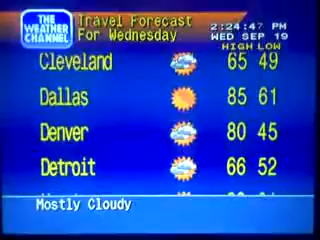 THE WEATHER CHANNEL
Travel Forecast
For Wednesday
2:24:47 PM
WED SEP 19
HIGH LOW
Cleveland 65 49
Dallas 85 61
Denver 80 45
Detroit 66 52
Mostly Cloudy